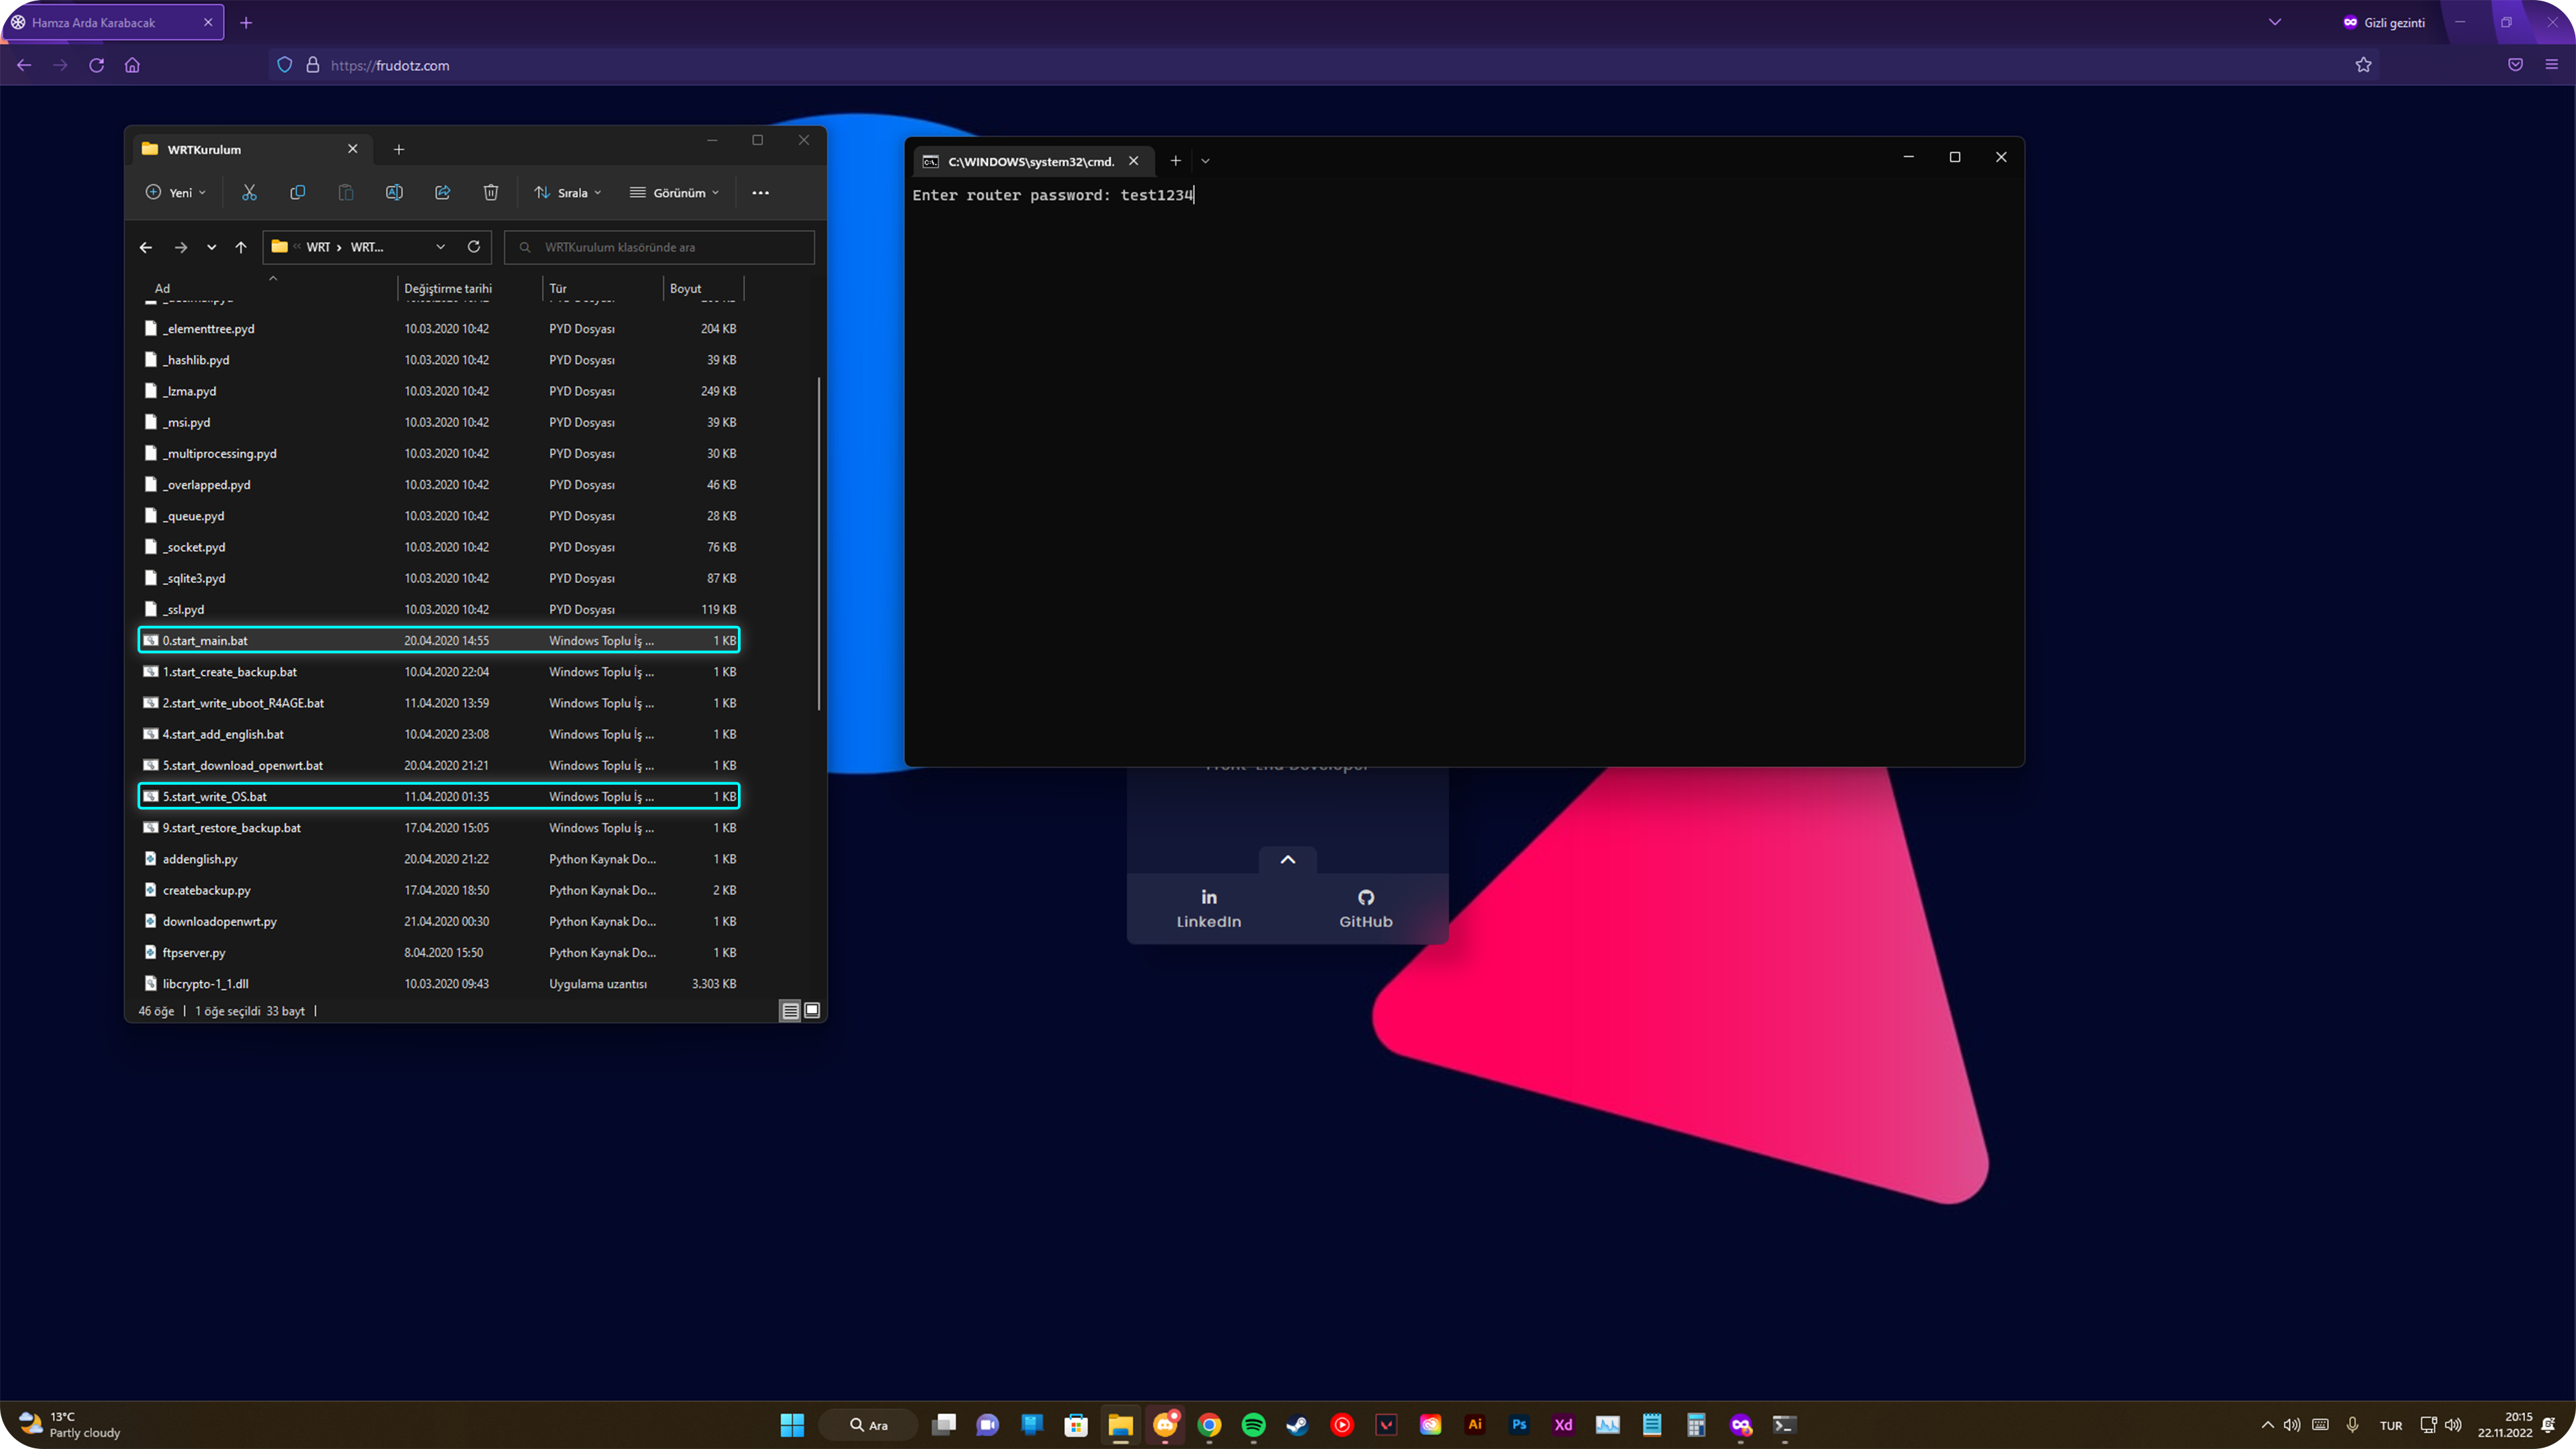 Hamza Arda Karabacak
Gizli gezinti
https://frudotz.com
WRTKurulum
Yeni
Sırala
Görünüm
WRT › WRT...
WRTKurulum klasöründe ara
Ad Değiştirme tarihi Tür Boyut
_elementtree.pyd 10.03.2020 10:42 PYD Dosyası 204 KB
_hashlib.pyd 10.03.2020 10:42 PYD Dosyası 39 KB
_lzma.pyd 10.03.2020 10:42 PYD Dosyası 249 KB
_msi.pyd 10.03.2020 10:42 PYD Dosyası 39 KB
_multiprocessing.pyd 10.03.2020 10:42 PYD Dosyası 30 KB
_overlapped.pyd 10.03.2020 10:42 PYD Dosyası 46 KB
_queue.pyd 10.03.2020 10:42 PYD Dosyası 28 KB
_socket.pyd 10.03.2020 10:42 PYD Dosyası 76 KB
_sqlite3.pyd 10.03.2020 10:42 PYD Dosyası 87 KB
_ssl.pyd 10.03.2020 10:42 PYD Dosyası 119 KB
0.start_main.bat 20.04.2020 14:55 Windows Toplu İş ... 1 KB
1.start_create_backup.bat 10.04.2020 22:04 Windows Toplu İş ... 1 KB
2.start_write_uboot_R4AGE.bat 11.04.2020 13:59 Windows Toplu İş ... 1 KB
4.start_add_english.bat 10.04.2020 23:08 Windows Toplu İş ... 1 KB
5.start_download_openwrt.bat 20.04.2020 21:21 Windows Toplu İş ... 1 KB
5.start_write_OS.bat 11.04.2020 01:35 Windows Toplu İş ... 1 KB
9.start_restore_backup.bat 17.04.2020 15:05 Windows Toplu İş ... 1 KB
addenglish.py 20.04.2020 21:22 Python Kaynak Do... 1 KB
createbackup.py 17.04.2020 18:50 Python Kaynak Do... 2 KB
downloadopenwrt.py 21.04.2020 00:30 Python Kaynak Do... 1 KB
ftpserver.py 8.04.2020 15:50 Python Kaynak Do... 1 KB
libcrypto-1_1.dll 10.03.2020 09:43 Uygulama uzantısı 3.303 KB
46 öğe | 1 öğe seçildi 33 bayt |
C:\WINDOWS\system32\cmd.
Enter router password: test1234
Front-End Developer
LinkedIn
GitHub
13°C
Partly cloudy
Ara
Ai
Ps
Xd
TUR
20:15
22.11.2022